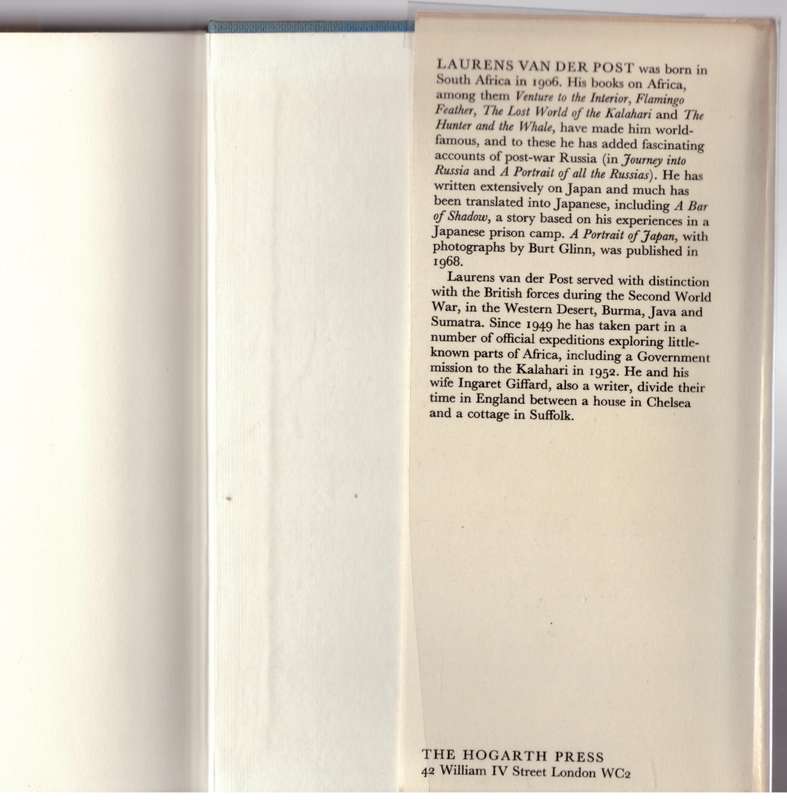 LAURENS VAN DER POST was born in
South Africa in 1906. His books on Africa,
among them Venture to the Interior, Flamingo
Feather, The Lost World of the Kalahari and The
Hunter and the Whale, have made him world-
famous, and to these he has added fascinating
accounts of post-war Russia (in Journey into
Russia and A Portrait of all the Russias). He has
written extensively on Japan and much has
been translated into Japanese, including A Bar
of Shadow, a story based on his experiences in a
Japanese prison camp. A Portrait of Japan, with
photographs by Burt Glinn, was published in
1968.
Laurens van der Post served with distinction
with the British forces during the Second World
War, in the Western Desert, Burma, Java and
Sumatra. Since 1949 he has taken part in a
number of official expeditions exploring little-
known parts of Africa, including a Government
mission to the Kalahari in 1952. He and his
wife Ingaret Giffard, also a writer, divide their
time in England between a house in Chelsea
and a cottage in Suffolk.
THE HOGARTH PRESS
42 William IV Street London WC2